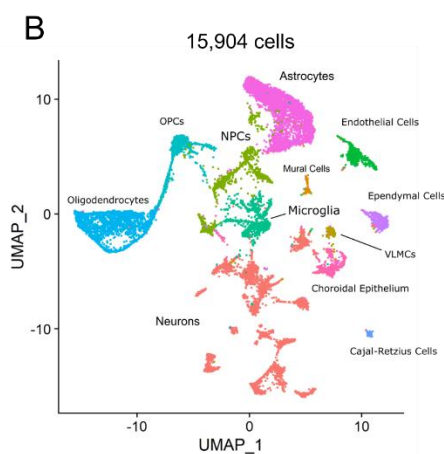 B
15,904 cells
Astrocytes
OPCs
NPCs
Endothelial Cells
Mural Cells
Oligodendrocytes
Microglia
Ependymal Cells
VLMCs
Choroidal Epithelium
Neurons
Cajal-Retzius Cells
UMAP_2
10
0
-10
-10
0
10
UMAP_1